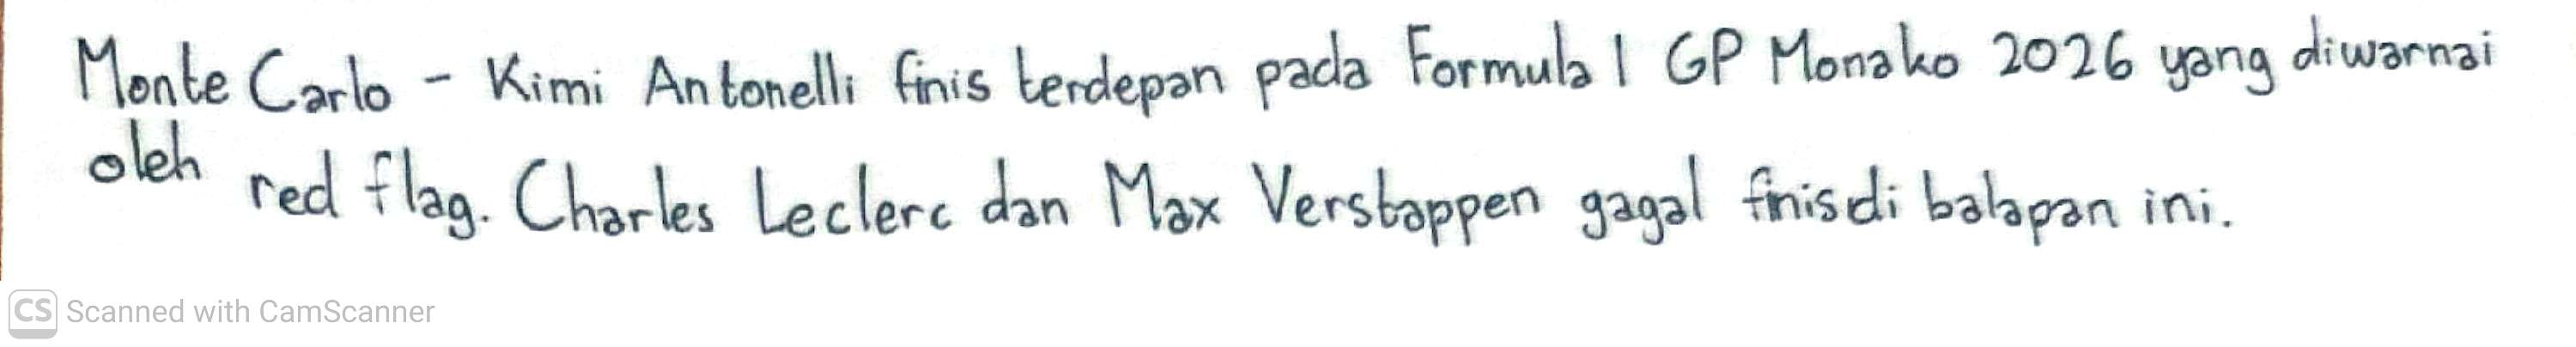 Monte Carlo - Kimi Antonelli finis terdepan pada Formula 1 GP Monako 2026 yang diwarnai
oleh red flag. Charles Leclerc dan Max Verstappen gagal finis di balapan ini.
CS Scanned with CamScanner